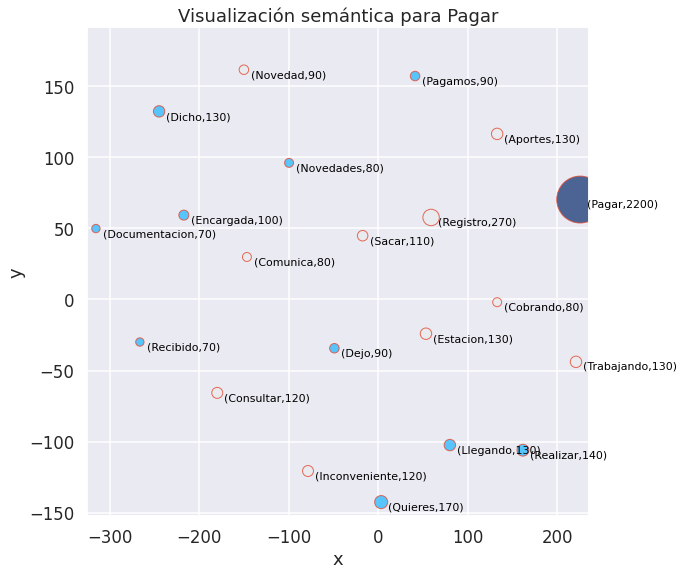 Visualización semántica para Pagar
(Novedad,90)
(Pagamos,90)
(Dicho,130)
(Aportes,130)
(Novedades,80)
(Pagar,2200)
(Encargada,100)
(Registro,270)
(Documentacion,70)
(Sacar,110)
(Comunica,80)
(Cobrando,80)
(Estacion,130)
(Recibido,70)
(Dejo,90)
(Trabajando,130)
(Consultar,120)
(Llegando,130)
(Realizar,140)
(Inconveniente,120)
(Quieres,170)
150
100
50
0
−50
−100
−150
y
−300
−200
−100
0
100
200
x